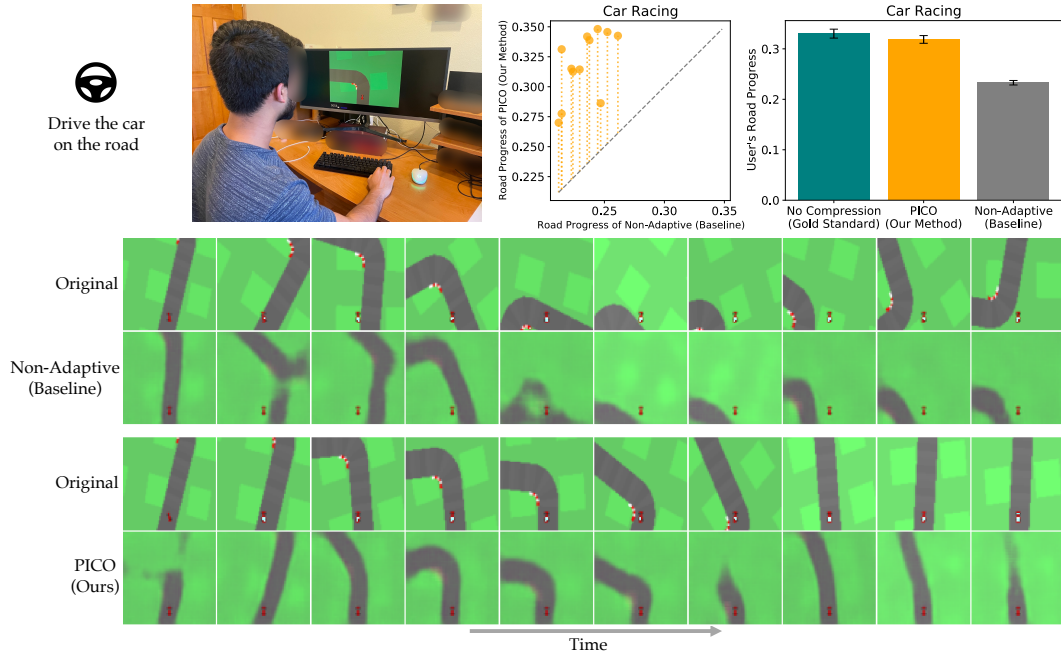 Drive the car
on the road
Car Racing
Road Progress of PICO (Our Method)
0.350
0.325
0.300
0.275
0.250
0.225
0.25
0.30
0.35
Road Progress of Non-Adaptive (Baseline)
Car Racing
User's Road Progress
0.3
0.2
0.1
0.0
No Compression
(Gold Standard)
PICO
(Our Method)
Non-Adaptive
(Baseline)
Original
Non-Adaptive
(Baseline)
Original
PICO
(Ours)
Time